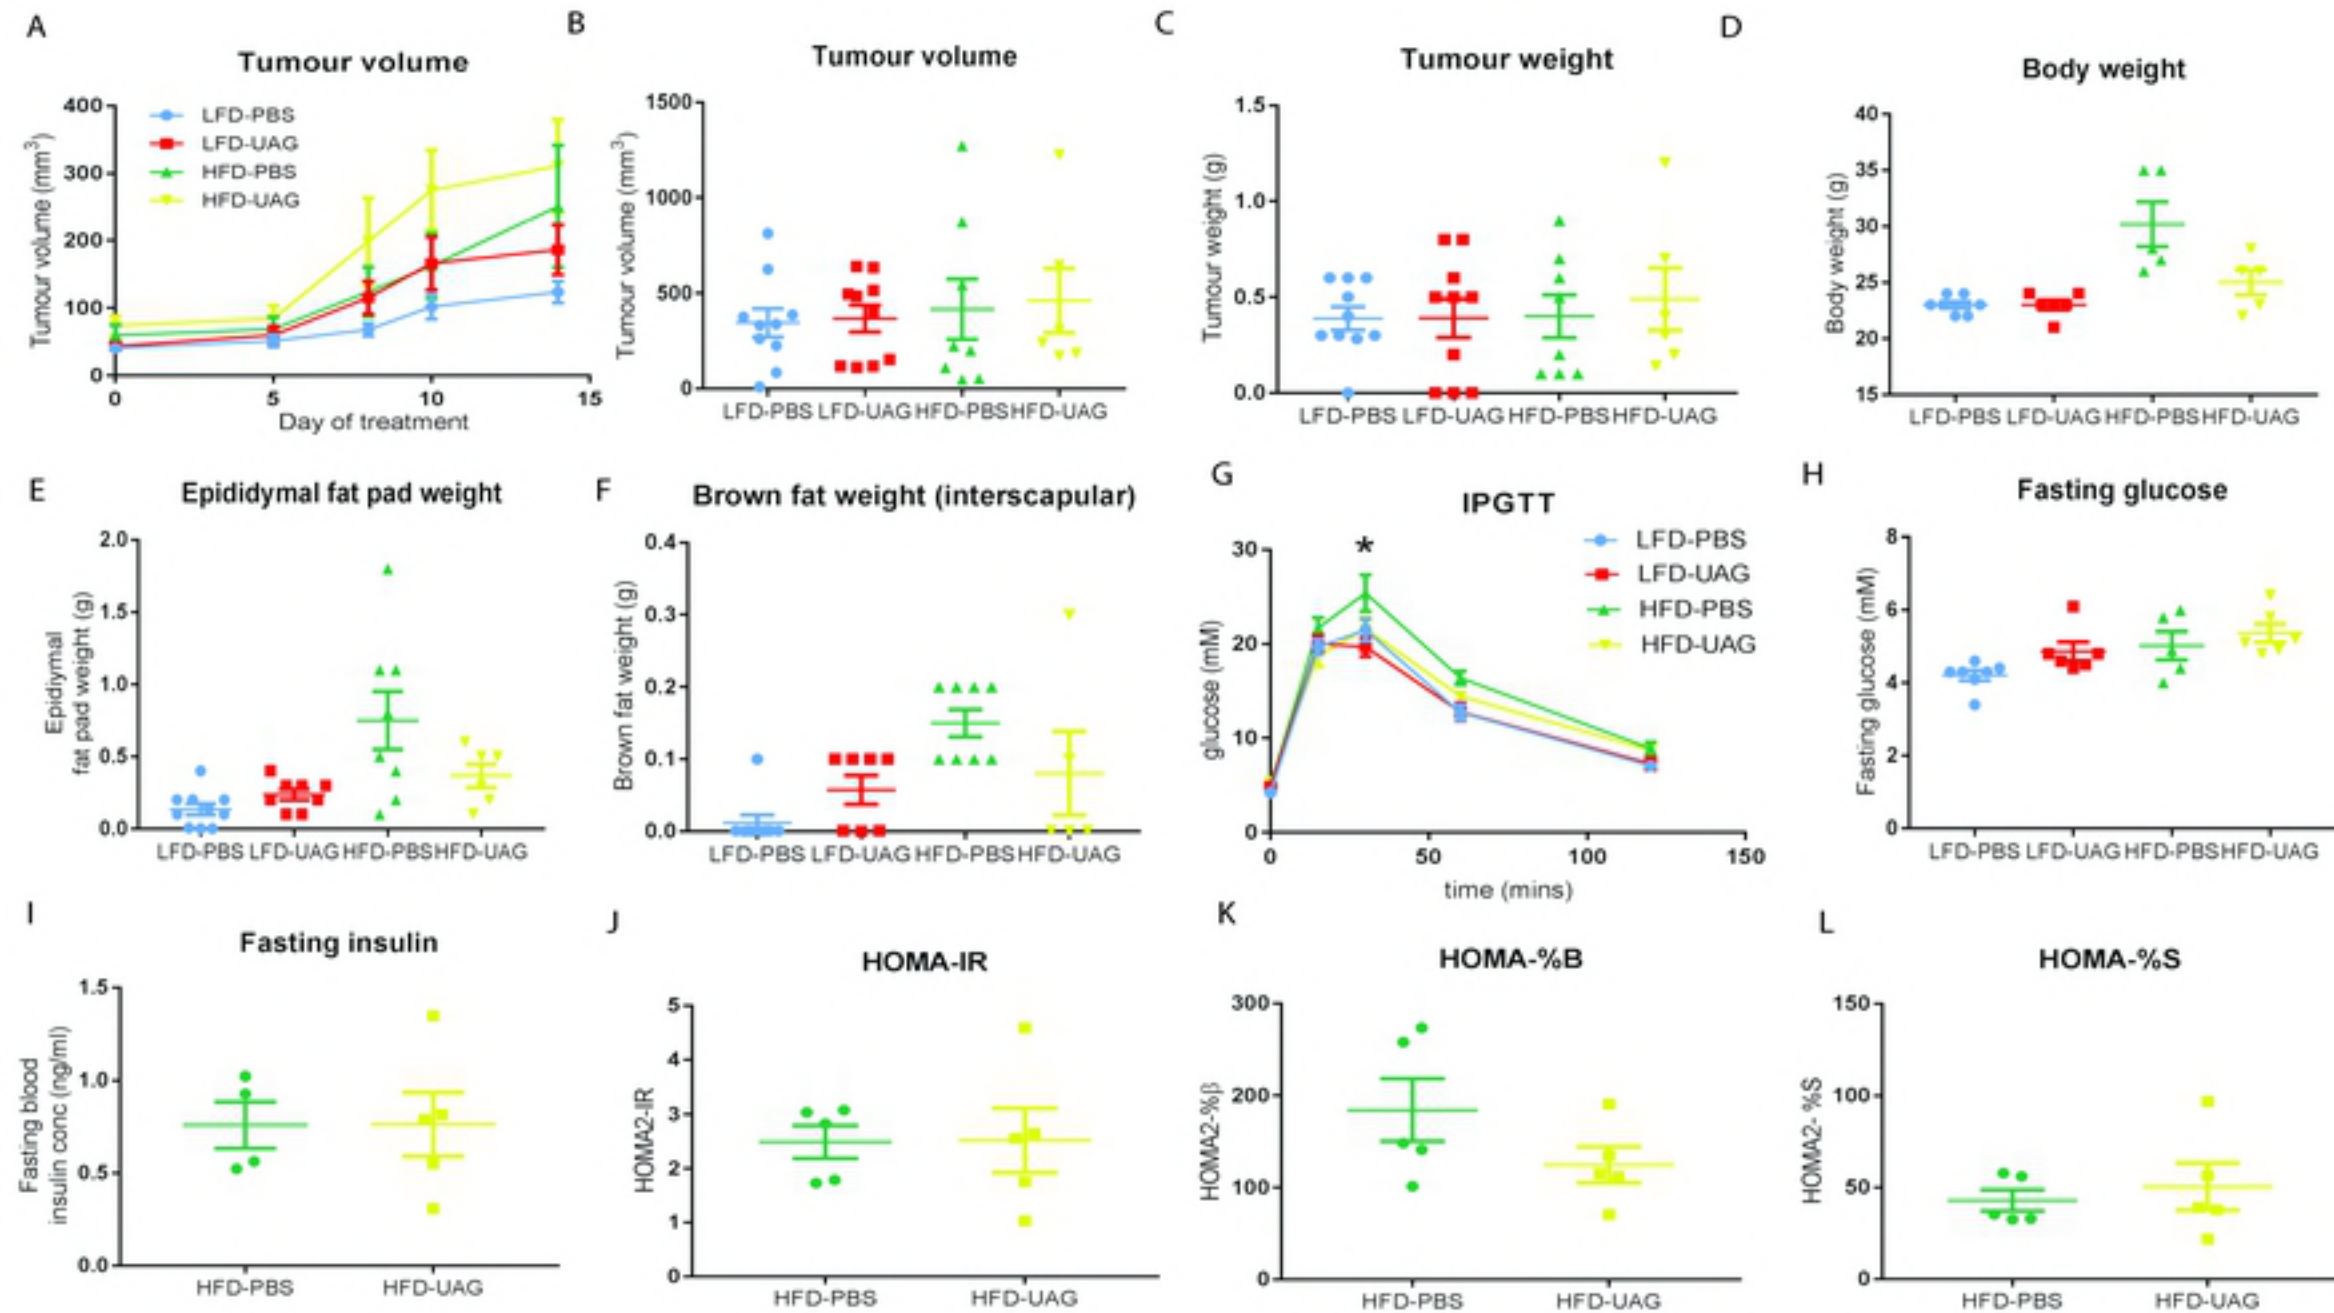 A
Tumour volume
400
300
200
100
0
0
5
10
15
Tumour volume (mm3)
Day of treatment
LFD-PBS
LFD-UAG
HFD-PBS
HFD-UAG
B
Tumour volume
1500
1000
500
0
Tumour volume (mm3)
LFD-PBS LFD-UAG HFD-PBS HFD-UAG
C
Tumour weight
1.5
1.0
0.5
0.0
Tumour weight (g)
LFD-PBS LFD-UAG HFD-PBS HFD-UAG
D
Body weight
40
35
30
25
20
15
Body weight (g)
LFD-PBS LFD-UAG HFD-PBS HFD-UAG
E
Epididymal fat pad weight
2.0
1.5
1.0
0.5
0.0
Epidiymal
fat pad weight (g)
LFD-PBS LFD-UAG HFD-PBS HFD-UAG
F
Brown fat weight (interscapular)
0.4
0.3
0.2
0.1
0.0
Brown fat weight (g)
LFD-PBS LFD-UAG HFD-PBS HFD-UAG
G
IPGTT
*
30
20
10
0
0
50
100
150
glucose (mM)
time (mins)
LFD-PBS
LFD-UAG
HFD-PBS
HFD-UAG
H
Fasting glucose
8
6
4
2
0
Fasting glucose (mM)
LFD-PBS LFD-UAG HFD-PBS HFD-UAG
I
Fasting insulin
1.5
1.0
0.5
0.0
Fasting blood
insulin conc (ng/ml)
HFD-PBS HFD-UAG
J
HOMA-IR
5
4
3
2
1
0
HOMA2-IR
HFD-PBS HFD-UAG
K
HOMA-%B
300
200
100
0
HOMA2-%β
HFD-PBS HFD-UAG
L
HOMA-%S
150
100
50
0
HOMA2- %S
HFD-PBS HFD-UAG